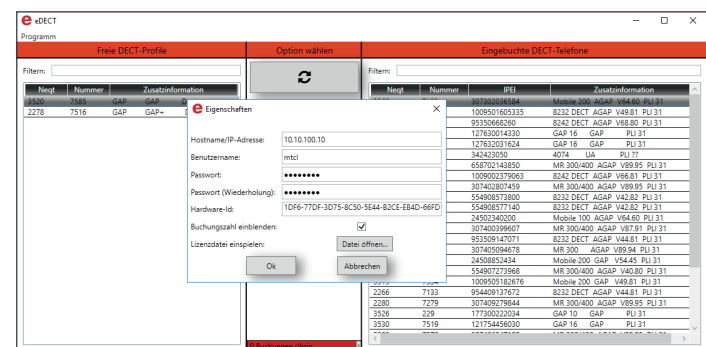 eDECT
Programm
Freie DECT-Profile
Option wählen
Eingebuchte DECT-Telefone
Filtern:
Filtern:
Neqt Nummer Zusatzinformation
3520 7585 GAP GAP
2278 7516 GAP GAP+
Neqt Nummer IPEI Zusatzinformation
307302036584 Mobile 200 AGAP V64.60 PLI 31
1009501605335 8232 DECT AGAP V49.81 PLI 31
95350668260 8242 DECT AGAP V68.80 PLI 31
127630014330 GAP 16 GAP PLI 31
127632031624 GAP 16 GAP PLI 31
342423050 4074 UA PLI ??
658702143850 MR 300/400 AGAP V89.95 PLI 31
1009002379063 8242 DECT AGAP V66.81 PLI 31
307402807459 MR 300/400 AGAP V89.95 PLI 31
554908573800 8232 DECT AGAP V42.82 PLI 31
554908577140 8232 DECT AGAP V42.82 PLI 31
24502340200 Mobile 100 AGAP V64.60 PLI 31
307400399607 MR 300/400 AGAP V87.91 PLI 31
953509147071 8232 DECT AGAP V44.81 PLI 31
307405094678 MR 300 AGAP V89.94 PLI 31
24508852434 Mobile 200 GAP V54.45 PLI 31
554907273968 MR 300/400 AGAP V40.80 PLI 31
1009505182676 Mobile 200 GAP V49.81 PLI 31
2266 7133 954409137672 8232 DECT AGAP V44.81 PLI 31
2280 7279 307409279844 MR 300/400 AGAP V89.95 PLI 31
3526 229 177300222034 GAP 10 GAP PLI 31
3530 7519 121754456030 GAP 16 GAP PLI 31
Eigenschaften
Hostname/IP-Adresse: 10.10.100.10
Benutzername: mtcl
Passwort:
Passwort (Wiederholung):
Hardware-Id: 1DF6-77DF-3D75-8C50-5E44-B2CE-EB4D-66FD
Buchungszahl einblenden:
Lizenzdatei einspielen: Datei öffnen...
Ok Abbrechen